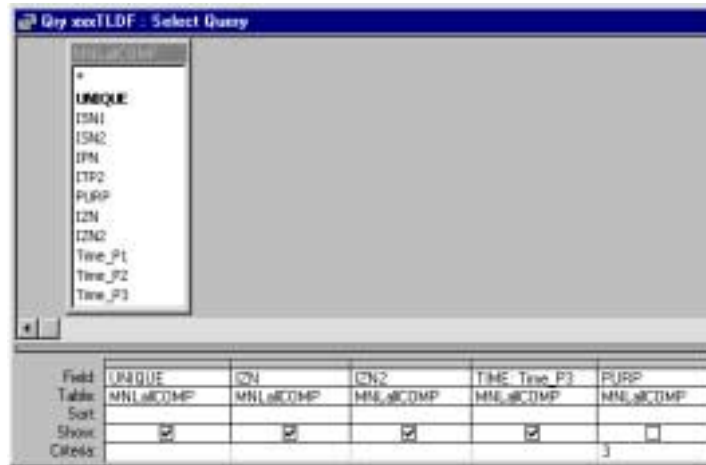 Qry xxxTLDF : Select Query
MNLallCOMP
*
UNIQUE
ISN1
ISN2
IPN
ITP2
PURP
IZN
IZN2
Time_P1
Time_P2
Time_P3
Field: UNIQUE IZN IZN2 TIME: Time_P3 PURP
Table: MNLallCOMP MNLallCOMP MNLallCOMP MNLallCOMP MNLallCOMP
Sort:
Show:
Criteria: 3